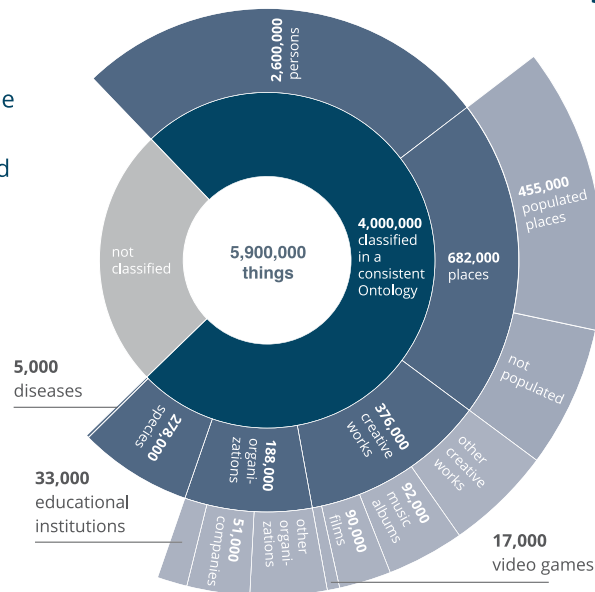 e
d
2,600,000
persons
455,000
populated
places
not
classified
5,900,000
things
4,000,000
classified
in a
consistent
Ontology
682,000
places
not
populated
5,000
diseases
278,000
species
188,000
organi-
zations
376,000
creative
works
other
creative
works
33,000
educational
institutions
51,000
companies
other
organi-
zations
90,000
films
92,000
music
albums
17,000
video games